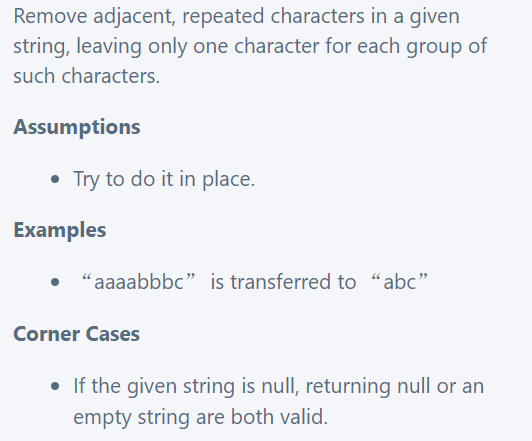 Remove adjacent, repeated characters in a given
string, leaving only one character for each group of
such characters.
Assumptions
• Try to do it in place.
Examples
• “aaaabbbc” is transferred to “abc”
Corner Cases
• If the given string is null, returning null or an
empty string are both valid.